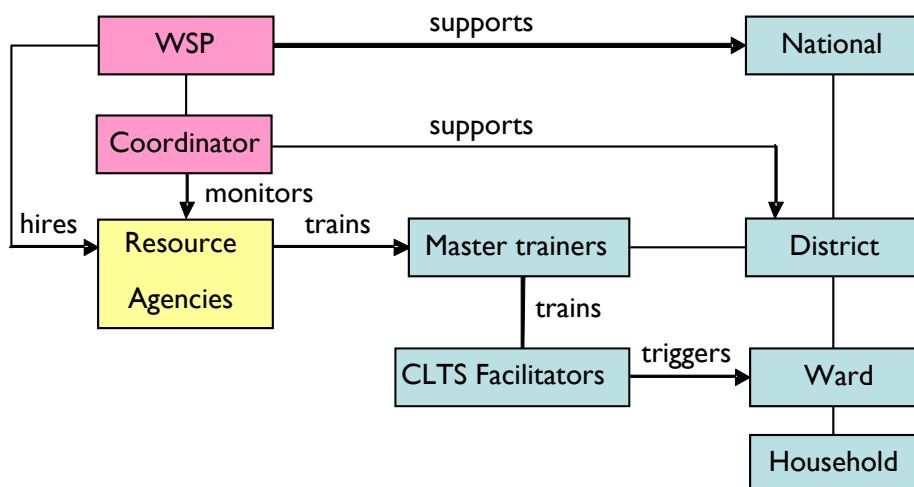 supports
WSP
National
supports
Coordinator
monitors
hires
Resource
Agencies
trains
Master trainers
District
trains
CLTS Facilitators
triggers
Ward
Household